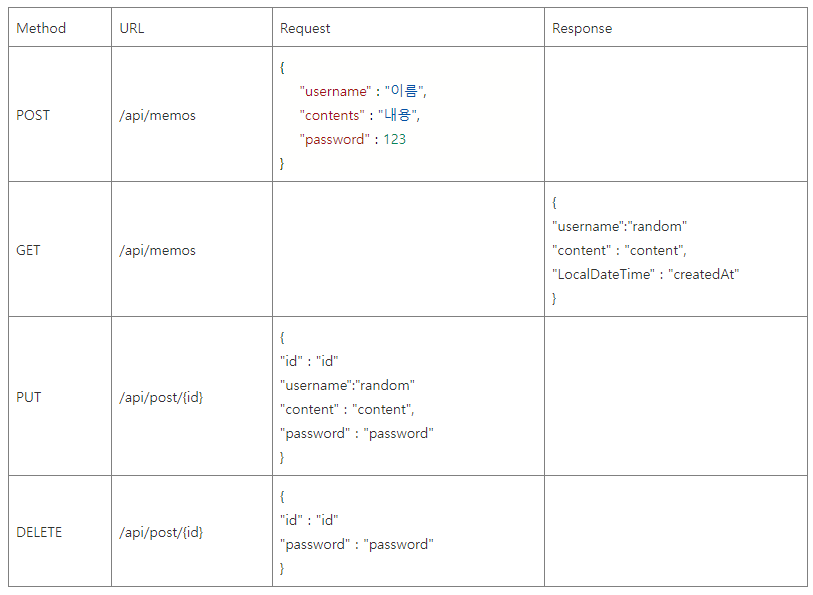 Method URL Request Response
POST /api/memos
{
"username" : "이름",
"contents" : "내용",
"password" : 123
}
GET /api/memos
{
"username":"random"
"content" : "content",
"LocalDateTime" : "createdAt"
}
PUT /api/post/{id}
{
"id" : "id"
"username":"random"
"content" : "content",
"password" : "password"
}
DELETE /api/post/{id}
{
"id" : "id"
"password" : "password"
}